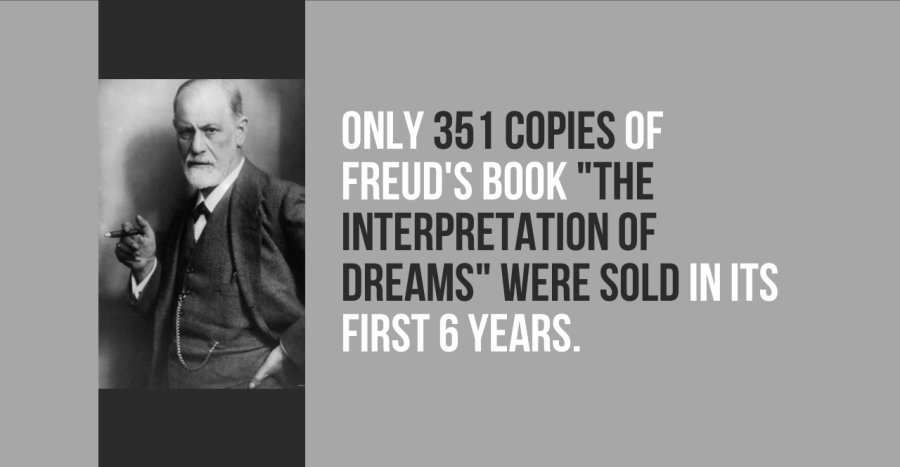 ONLY 351 COPIES OF
FREUD'S BOOK "THE
INTERPRETATION OF
DREAMS" WERE SOLD IN ITS
FIRST 6 YEARS.